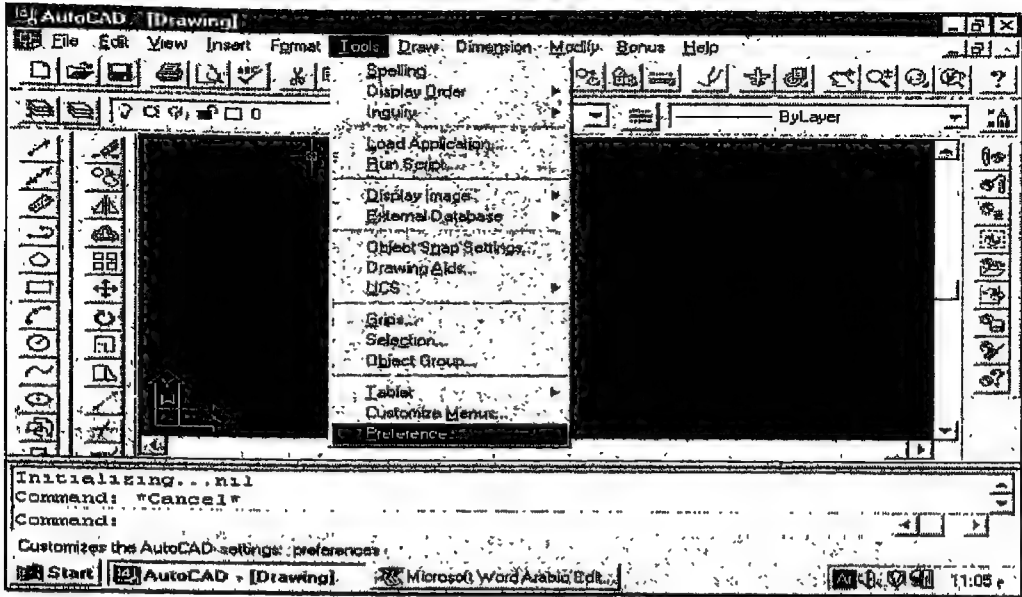 AutoCAD - [Drawing]
File Edit View Insert Format Tools Draw Dimension Modify Bonus Help
0
ByLayer
Spelling
Display Order
Inquiry
Load Application...
Run Script...
Display Image
External Database
Object Snap Settings...
Drawing Aids...
UCS
Grips...
Selection...
Object Group...
Tablet
Customize Menus...
Preference
Initializing...nil
Command: *Cancel*
Command:
Customizes the AutoCAD settings: preferences
Start AutoCAD - [Drawing] Microsoft Word Arabic Edit... Ar 11:05 م